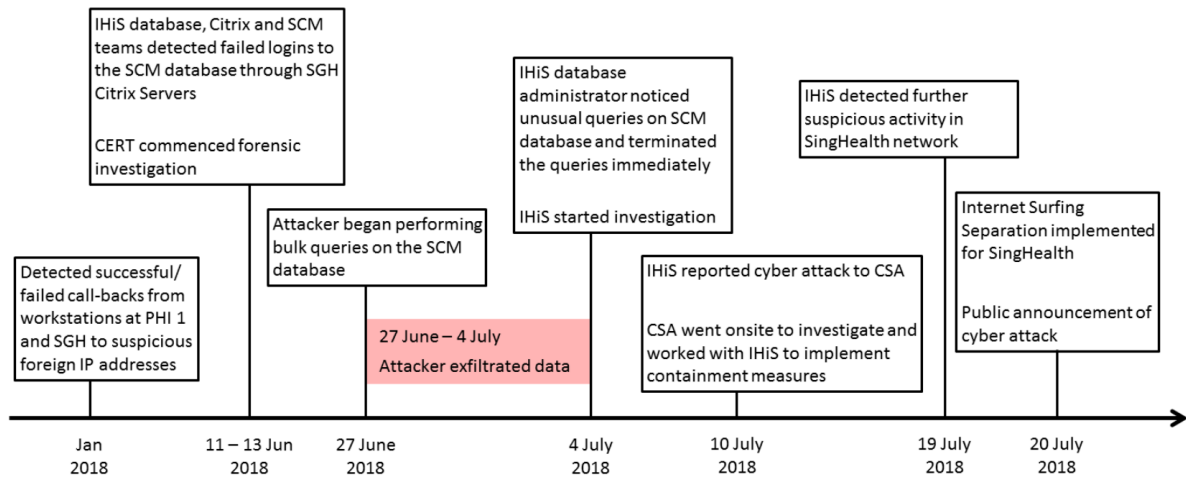 IHiS database, Citrix and SCM
teams detected failed logins to
the SCM database through SGH
Citrix Servers
CERT commenced forensic
investigation
IHiS database
administrator noticed
unusual queries on SCM
database and terminated
the queries immediately
IHiS started investigation
IHiS detected further
suspicious activity in
SingHealth network
Attacker began performing
bulk queries on the SCM
database
Internet Surfing
Separation implemented
for SingHealth
Public announcement of
cyber attack
Detected successful/
failed call-backs from
workstations at PHI 1
and SGH to suspicious
foreign IP addresses
IHiS reported cyber attack to CSA
CSA went onsite to investigate and
worked with IHiS to implement
containment measures
27 June – 4 July
Attacker exfiltrated data
Jan
2018
11 – 13 Jun
2018
27 June
2018
4 July
2018
10 July
2018
19 July
2018
20 July
2018